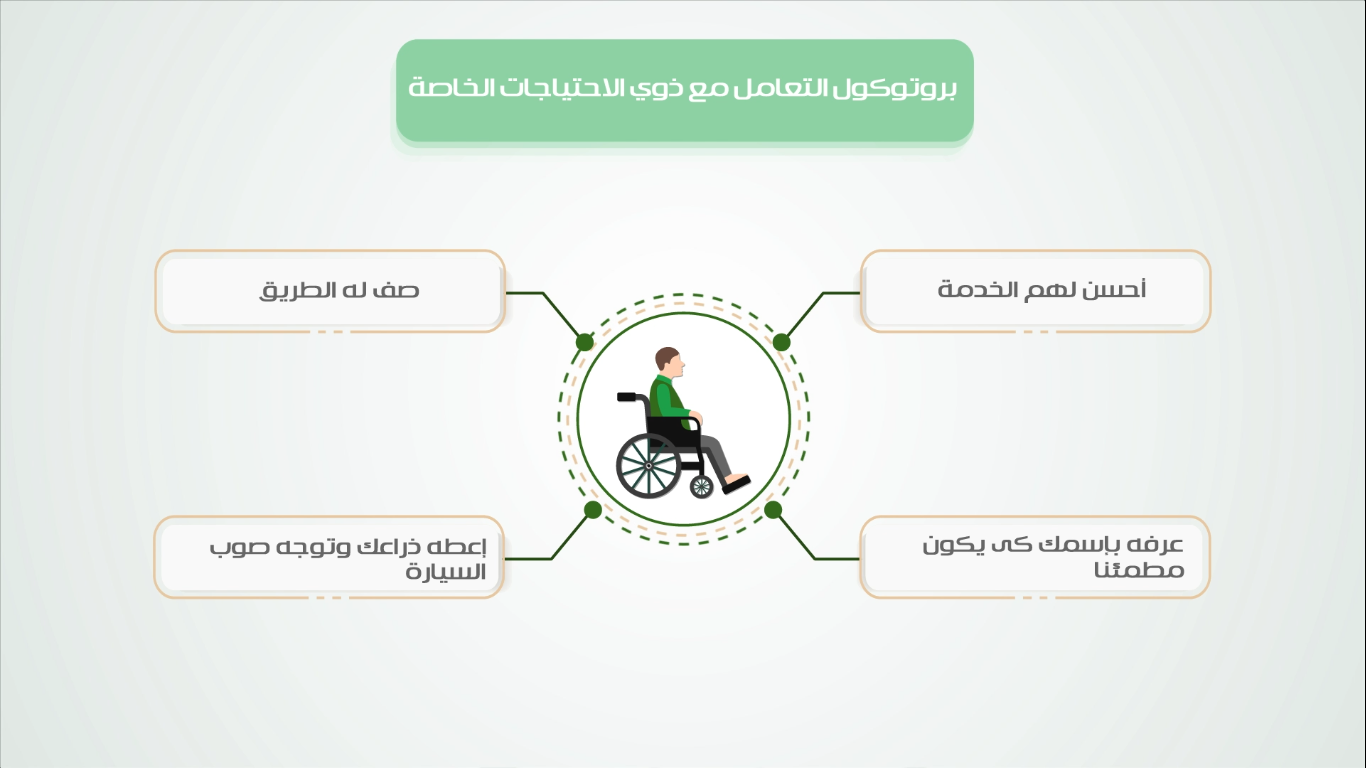 بروتوكول التعامل مع ذوي الاحتياجات الخاصة
أحسن لهم الخدمة
صف له الطريق
عرفه بإسمك كى يكون
مطمئنا
إعطه ذراعك وتوجه صوب
السيارة